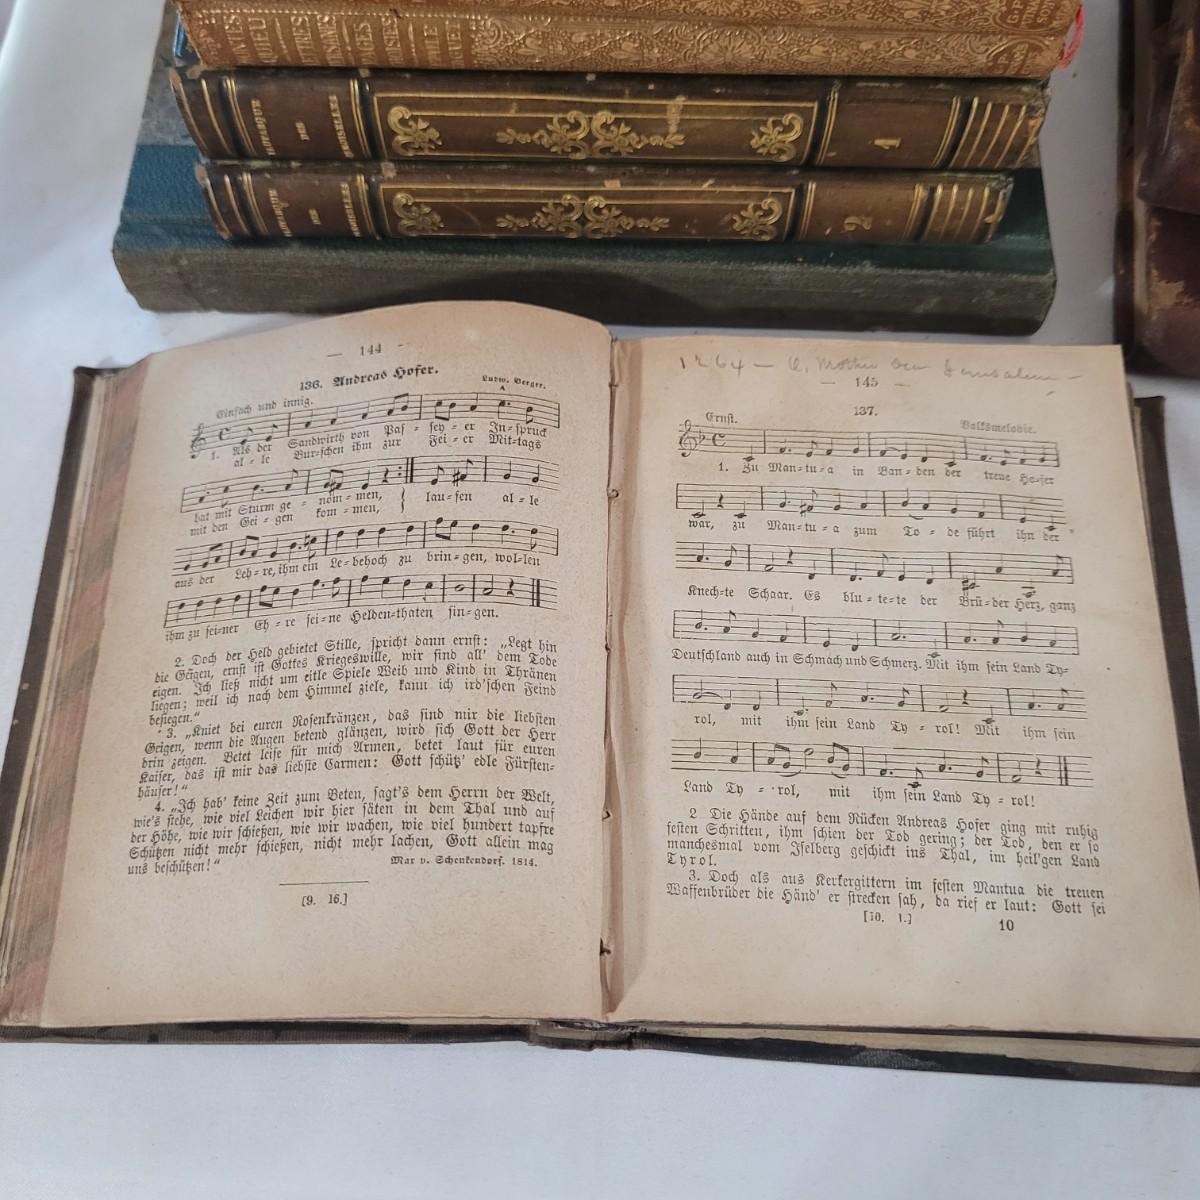 1
2
— 144 —
136. Andreas Hofer.
Ludw. Berger.
Einfach und innig.
1. Als der Sandwirth von Pas - sey - er In - spruck
al - le Bur - schen ihm zur Fei - er Mit - tags
hat mit Sturm ge - nom - men,
mit den Gei - gen kom - men,
lau - fen al - le
aus der Leh - re, ihm ein Le - behoch zu brin - gen, wol - len
ihm zu sei - ner Eh - re sei - ne Helden - thaten sin - gen.
2. Doch der Held gebietet Stille, spricht dann ernst: „Legt hin
die Geigen, ernst ist Gottes Kriegeswille, wir sind all' dem Tode
eigen. Ich ließ nicht um eitle Spiele Weib und Kind in Thränen
liegen; weil ich nach dem Himmel ziele, kann ich ird'schen Feind
besiegen.“
3. „Kniet bei euren Rosenkränzen, das sind mir die liebsten
Geigen, wenn die Augen betend glänzen, wird sich Gott der Herr
drin zeigen. Betet leise für mich Armen, betet laut für euren
Kaiser, das ist mir das liebste Carmen: Gott schütz' edle Fürsten-
häuser!“
4. „Ich hab' keine Zeit zum Beten, sagt's dem Herrn der Welt,
wie's stehe, wie viel Leichen wir hier säten in dem Thal und auf
der Höhe, wie wir schießen, wie wir wachen, wie viel hundert tapfre
Schützen nicht mehr schießen, nicht mehr lachen, Gott allein mag
uns beschützen!“
Max v. Schenkendorf. 1814.
[9. 16.]
— 145 —
137.
Ernst.
Volksmelodie.
1. Zu Man - tu - a in Ban - den der treue Ho - fer
war, zu Man - tu - a zum To - de führt ihn der
Knech - te Schaar. Es blu - te - te der Brü - der Herz, ganz
Deutschland auch in Schmach und Schmerz. Mit ihm sein Land Ty -
rol, mit ihm sein Land Ty - rol! Mit ihm sein
Land Ty - rol, mit ihm sein Land Ty - rol!
2 Die Hände auf dem Rücken Andreas Hofer ging mit ruhig
festen Schritten, ihm schien der Tod gering; der Tod, den er so
manchesmal vom Iselberg geschickt ins Thal, im heil'gen Land
Tyrol.
3. Doch als aus Kerkergittern im festen Mantua die treuen
Waffenbrüder die Händ' er strecken sah, da rief er laut: Gott sei
[10. 1.]
10